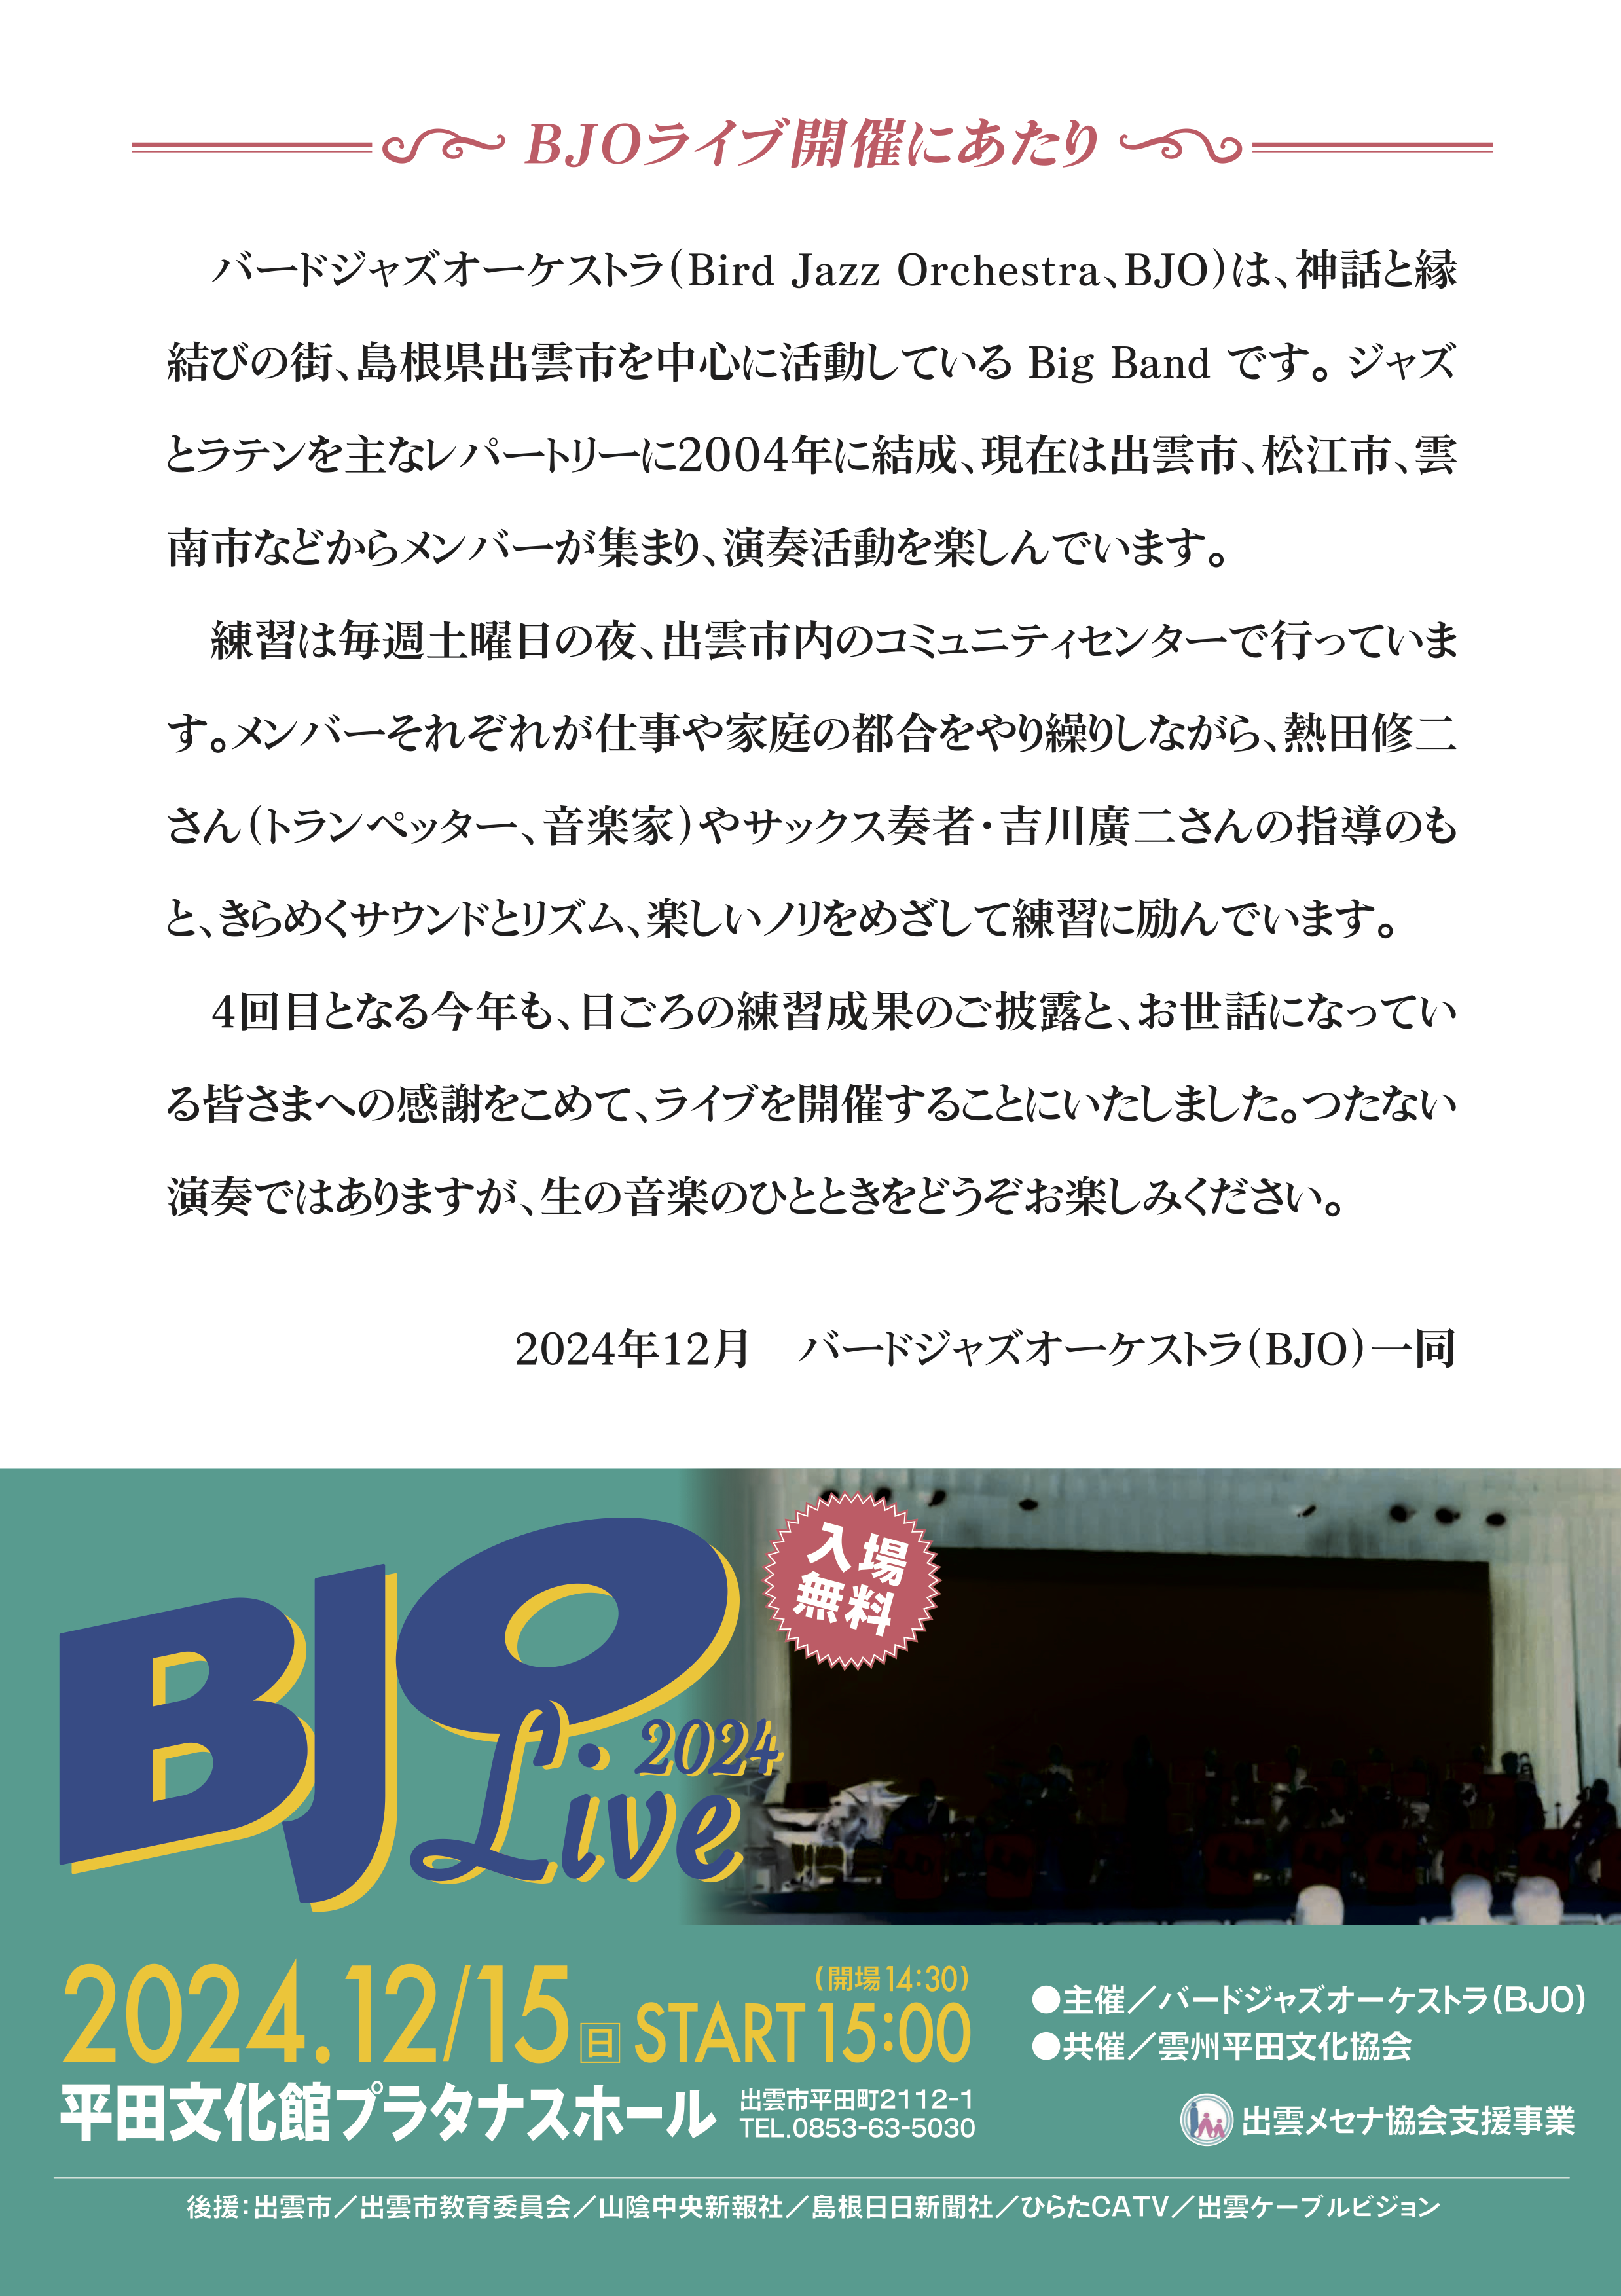 BJOライブ開催にあたり
バードジャズオーケストラ(Bird Jazz Orchestra、BJO)は、神話と縁
結びの街、島根県出雲市を中心に活動している Big Band です。ジャズ
とラテンを主なレパートリーに2004年に結成、現在は出雲市、松江市、雲
南市などからメンバーが集まり、演奏活動を楽しんでいます。
練習は毎週土曜日の夜、出雲市内のコミュニティセンターで行っていま
す。メンバーそれぞれが仕事や家庭の都合をやり繰りしながら、熱田修二
さん(トランペッター、音楽家)やサックス奏者・吉川廣二さんの指導のも
と、きらめくサウンドとリズム、楽しいノリをめざして練習に励んでいます。
4回目となる今年も、日ごろの練習成果のご披露と、お世話になってい
る皆さまへの感謝をこめて、ライブを開催することにいたしました。つたない
演奏ではありますが、生の音楽のひとときをどうぞお楽しみください。
2024年12月　バードジャズオーケストラ(BJO)一同
入場
無料
BJO
Live 2024
2024.12/15 日 START 15:00
(開場14:30)
平田文化館プラタナスホール
出雲市平田町2112-1
TEL.0853-63-5030
●主催／バードジャズオーケストラ(BJO)
●共催／雲州平田文化協会
出雲メセナ協会支援事業
後援：出雲市／出雲市教育委員会／山陰中央新報社／島根日日新聞社／ひらたCATV／出雲ケーブルビジョン